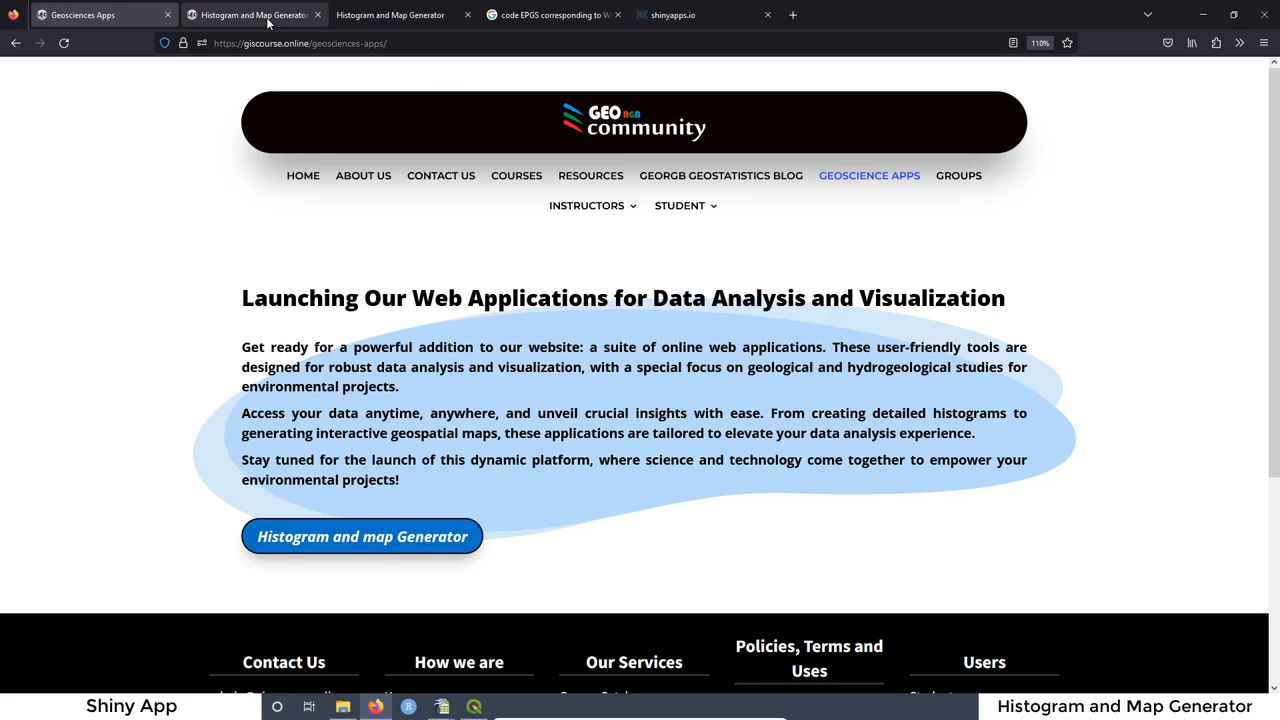 Geosciences Apps
Histogram and Map Generator
Histogram and Map Generator
code EPGS corresponding to W
shinyapps.io
https://giscourse.online/geosciences-apps/
110%
GEO RGB
community
HOME ABOUT US CONTACT US COURSES RESOURCES GEORGB GEOSTATISTICS BLOG GEOSCIENCE APPS GROUPS
INSTRUCTORS STUDENT
Launching Our Web Applications for Data Analysis and Visualization
Get ready for a powerful addition to our website: a suite of online web applications. These user-friendly tools are
designed for robust data analysis and visualization, with a special focus on geological and hydrogeological studies for
environmental projects.
Access your data anytime, anywhere, and unveil crucial insights with ease. From creating detailed histograms to
generating interactive geospatial maps, these applications are tailored to elevate your data analysis experience.
Stay tuned for the launch of this dynamic platform, where science and technology come together to empower your
environmental projects!
Histogram and map Generator
Contact Us
How we are
Our Services
Policies, Terms and
Uses
Users
Shiny App
Histogram and Map Generator